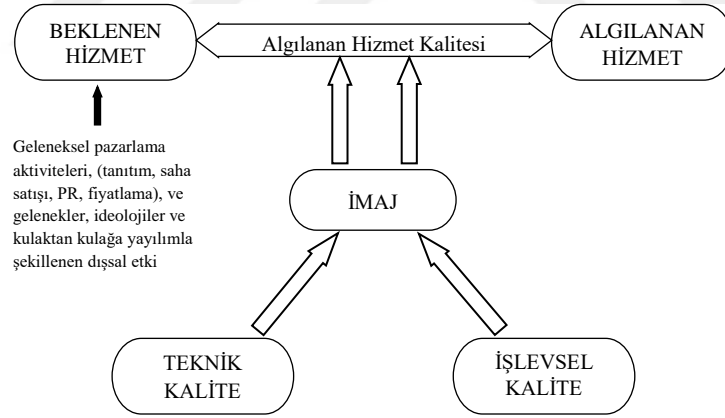 BEKLENEN
HİZMET
Algılanan Hizmet Kalitesi
ALGILANAN
HİZMET
Geleneksel pazarlama
aktiviteleri, (tanıtım, saha
satışı, PR, fiyatlama), ve
gelenekler, ideolojiler ve
kulaktan kulağa yayılımla
şekillenen dışsal etki
İMAJ
TEKNİK
KALİTE
İŞLEVSEL
KALİTE